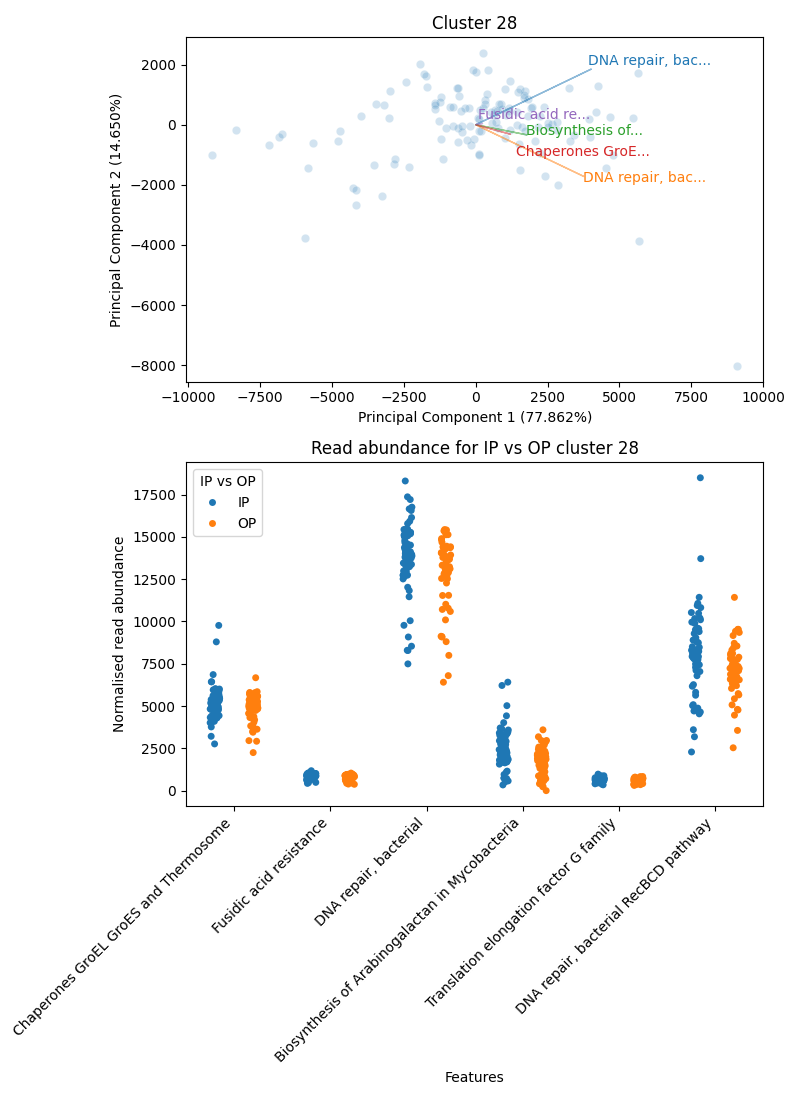 Cluster 28
Principal Component 2 (14.650%)
2000
0
−2000
−4000
−6000
−8000
DNA repair, bac...
Fusidic acid re...
Biosynthesis of...
Chaperones GroE...
DNA repair, bac...
−10000 −7500 −5000 −2500 0 2500 5000 7500 10000
Principal Component 1 (77.862%)
Read abundance for IP vs OP cluster 28
Normalised read abundance
17500
15000
12500
10000
7500
5000
2500
0
IP vs OP
IP
OP
Chaperones GroEL GroES and Thermosome
Fusidic acid resistance
DNA repair, bacterial
Biosynthesis of Arabinogalactan in Mycobacteria
Translation elongation factor G family
DNA repair, bacterial RecBCD pathway
Features